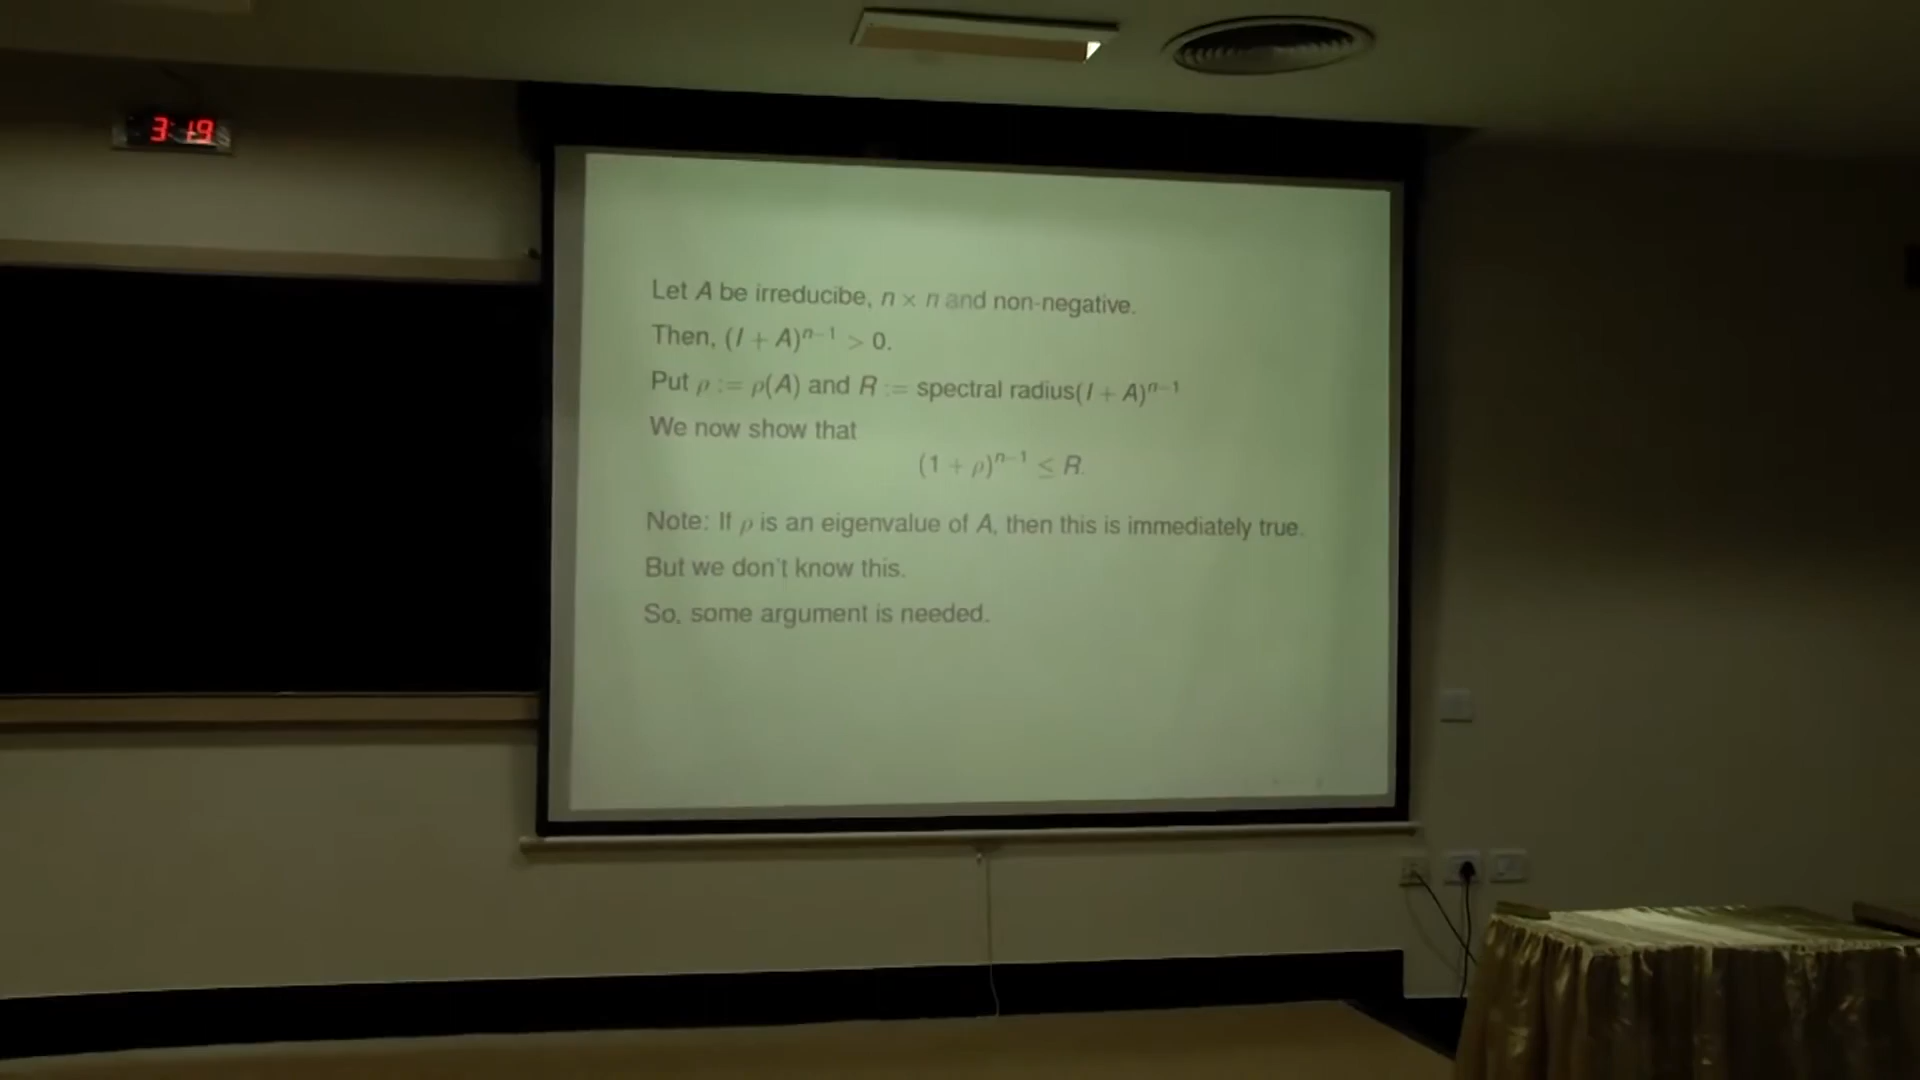 3:19
Let A be irreducibe, n × n and non-negative.
Then, (I + A)ⁿ⁻¹ > 0.
Put ρ := ρ(A) and R := spectral radius(I + A)ⁿ⁻¹
We now show that
(1 + ρ)ⁿ⁻¹ ≤ R.
Note: If ρ is an eigenvalue of A, then this is immediately true.
But we don't know this.
So, some argument is needed.